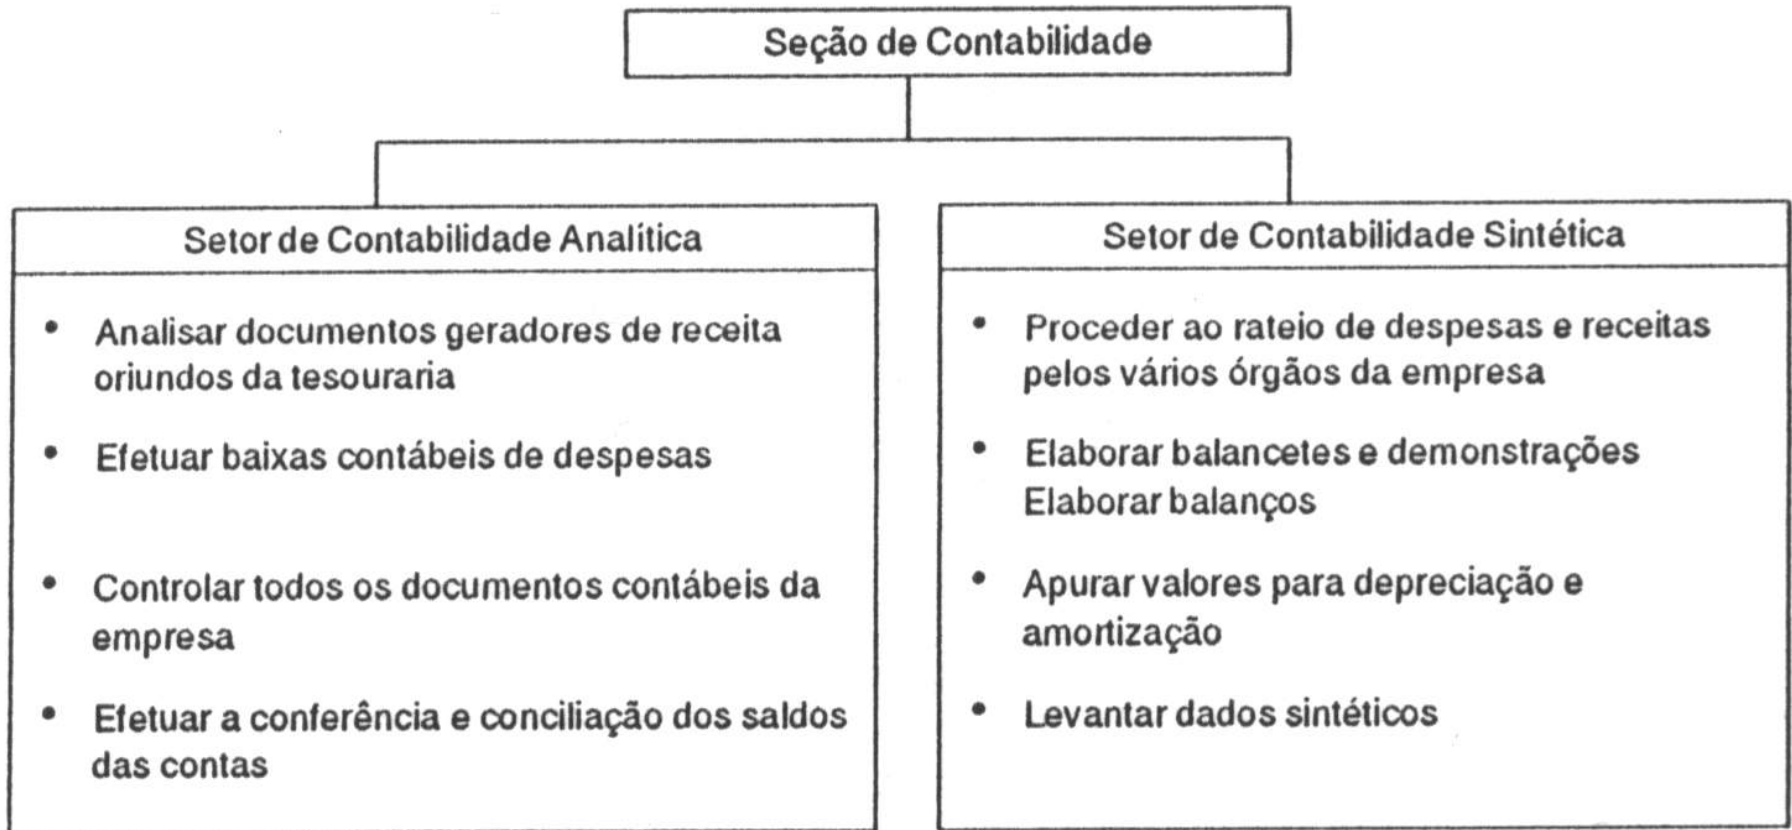 Seção de Contabilidade
Setor de Contabilidade Analítica
• Analisar documentos geradores de receita
oriundos da tesouraria
• Efetuar baixas contábeis de despesas
• Controlar todos os documentos contábeis da
empresa
• Efetuar a conferência e conciliação dos saldos
das contas
Setor de Contabilidade Sintética
• Proceder ao rateio de despesas e receitas
pelos vários órgãos da empresa
• Elaborar balancetes e demonstrações
Elaborar balanços
• Apurar valores para depreciação e
amortização
• Levantar dados sintéticos